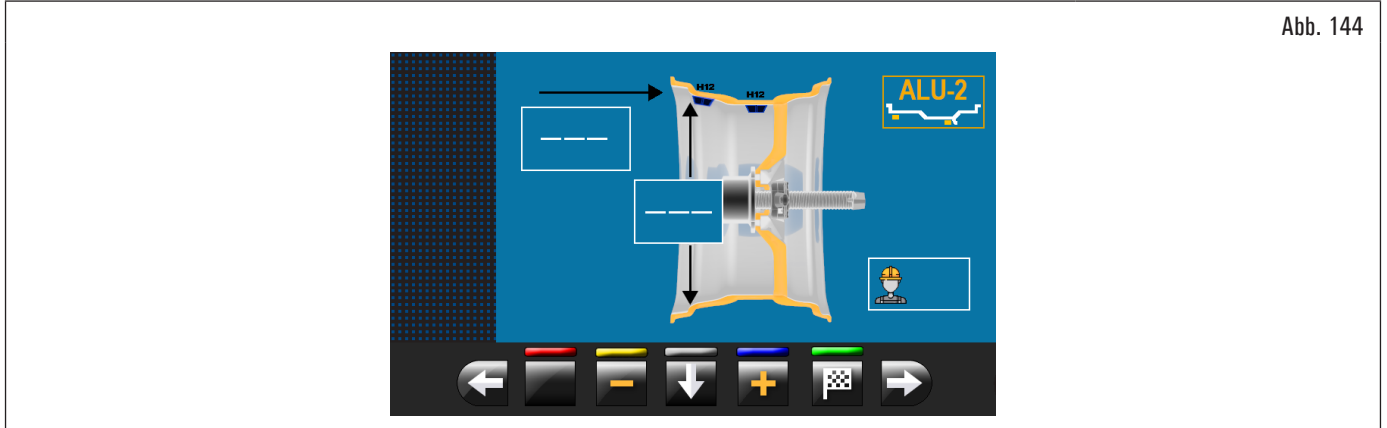 Abb. 144
H12
H12
ALU-2
– – –
– – –